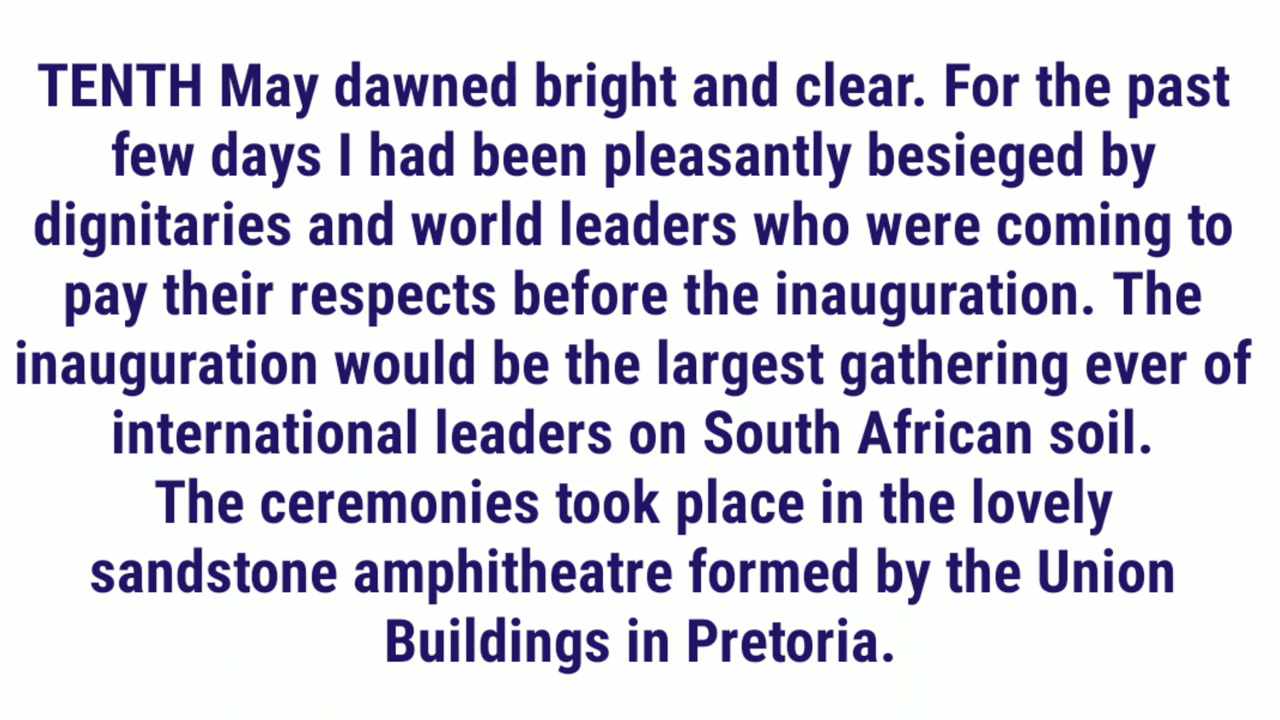 TENTH May dawned bright and clear. For the past
few days I had been pleasantly besieged by
dignitaries and world leaders who were coming to
pay their respects before the inauguration. The
inauguration would be the largest gathering ever of
international leaders on South African soil.
The ceremonies took place in the lovely
sandstone amphitheatre formed by the Union
Buildings in Pretoria.